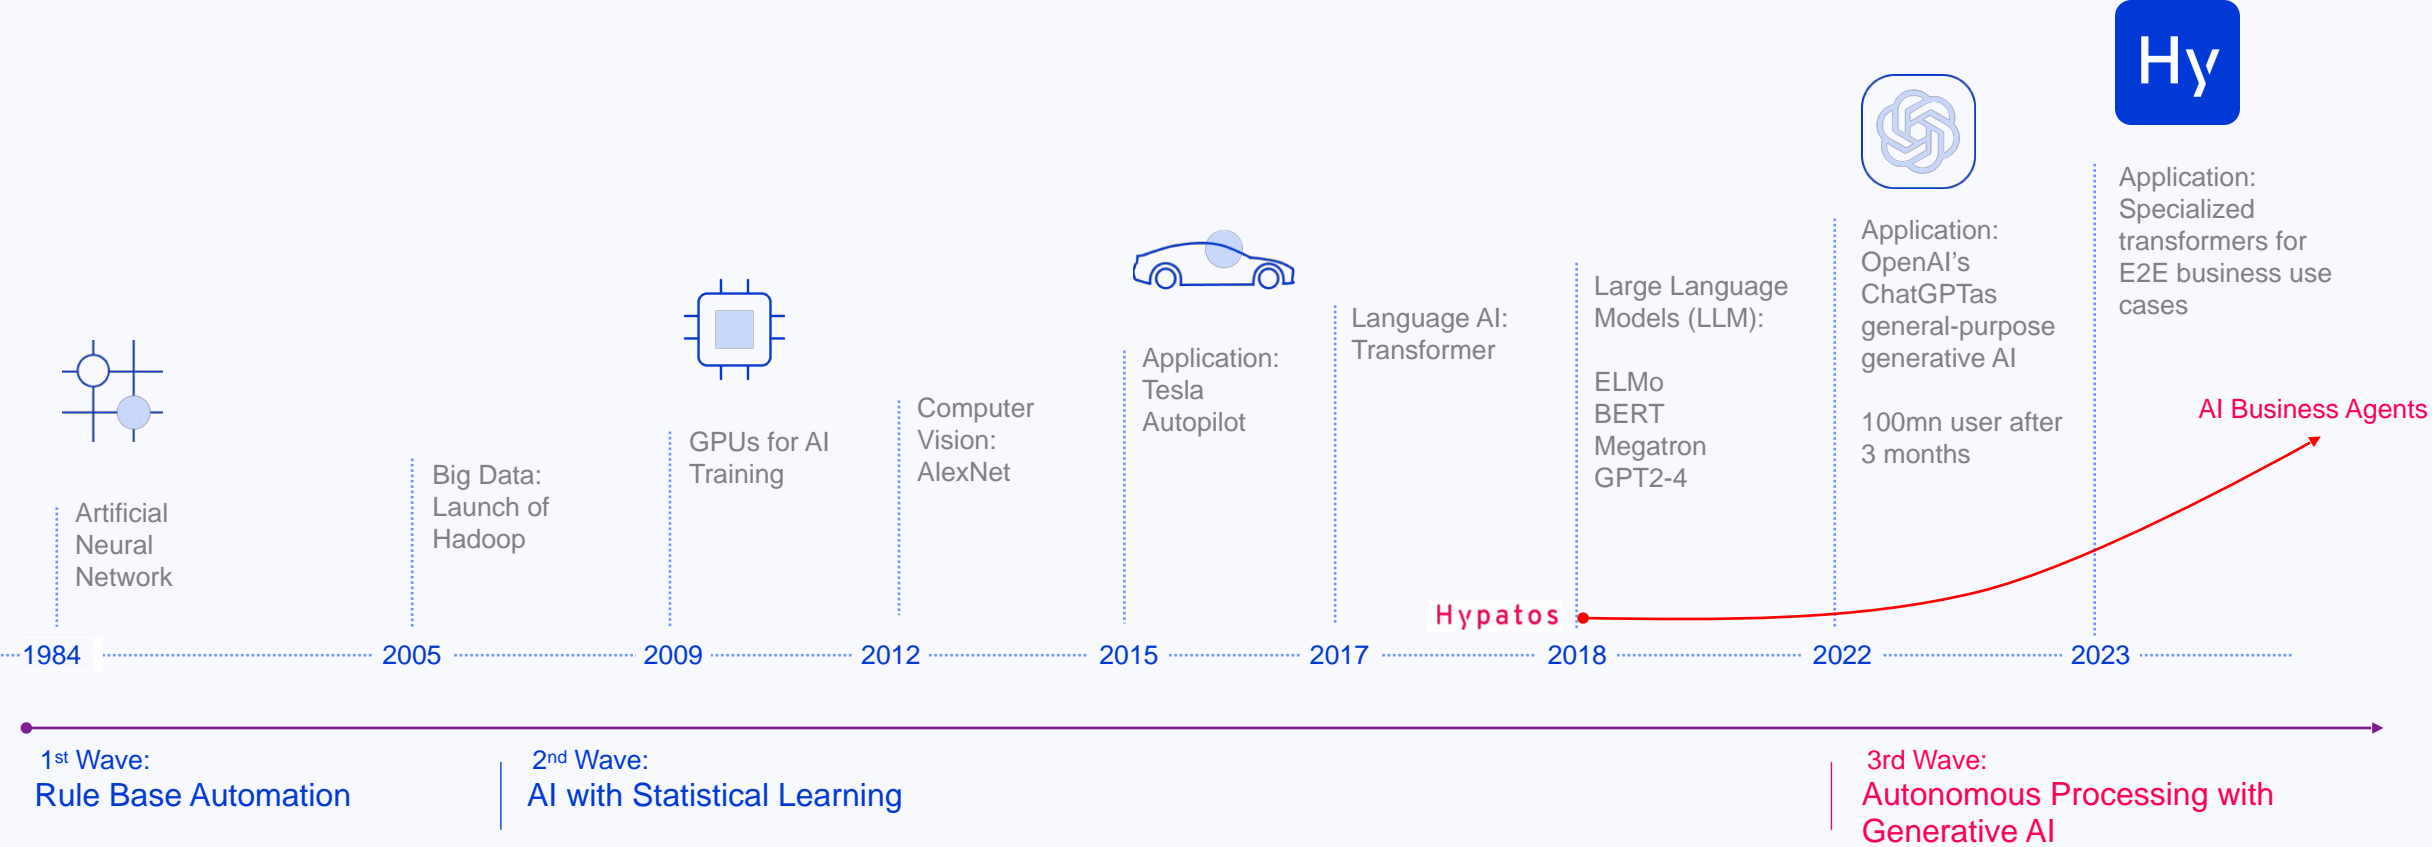 Hy
Artificial
Neural
Network
Big Data:
Launch of
Hadoop
GPUs for AI
Training
Computer
Vision:
AlexNet
Application:
Tesla
Autopilot
Language AI:
Transformer
Large Language
Models (LLM):
ELMo
BERT
Megatron
GPT2-4
Application:
OpenAI’s
ChatGPTas
general-purpose
generative AI
100mn user after
3 months
Application:
Specialized
transformers for
E2E business use
cases
AI Business Agents
Hypatos
1984 2005 2009 2012 2015 2017 2018 2022 2023
1st Wave:
Rule Base Automation
2nd Wave:
AI with Statistical Learning
3rd Wave:
Autonomous Processing with
Generative AI